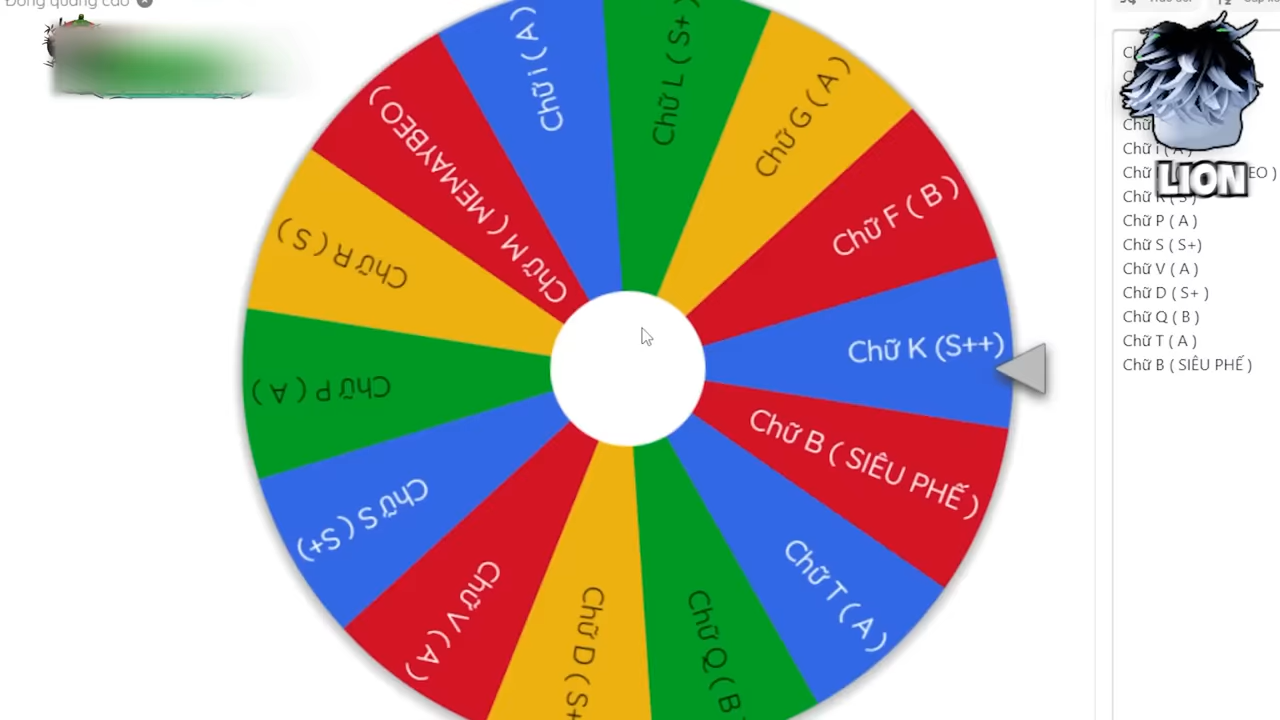 Đóng quảng cáo
Chữ I ( A )
Chữ L ( S+ )
Chữ G ( A )
Chữ F ( B )
Chữ K (S++)
Chữ B ( SIÊU PHẾ )
Chữ T ( A )
Chữ Q ( B
Chữ D ( S+
Chữ V ( A )
Chữ S ( S+)
Chữ P ( A )
Chữ R ( S )
Chữ M ( MEMAYBEO )
LION
Chữ
Chữ I ( A )
Chữ EO )
Chữ R ( S )
Chữ P ( A )
Chữ S ( S+)
Chữ V ( A )
Chữ D ( S+ )
Chữ Q ( B )
Chữ T ( A )
Chữ B ( SIÊU PHẾ )